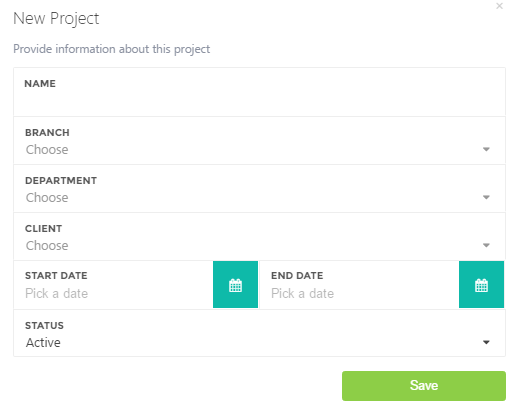 New Project
Provide information about this project
NAME
BRANCH
Choose
DEPARTMENT
Choose
CLIENT
Choose
START DATE
Pick a date
END DATE
Pick a date
STATUS
Active
Save